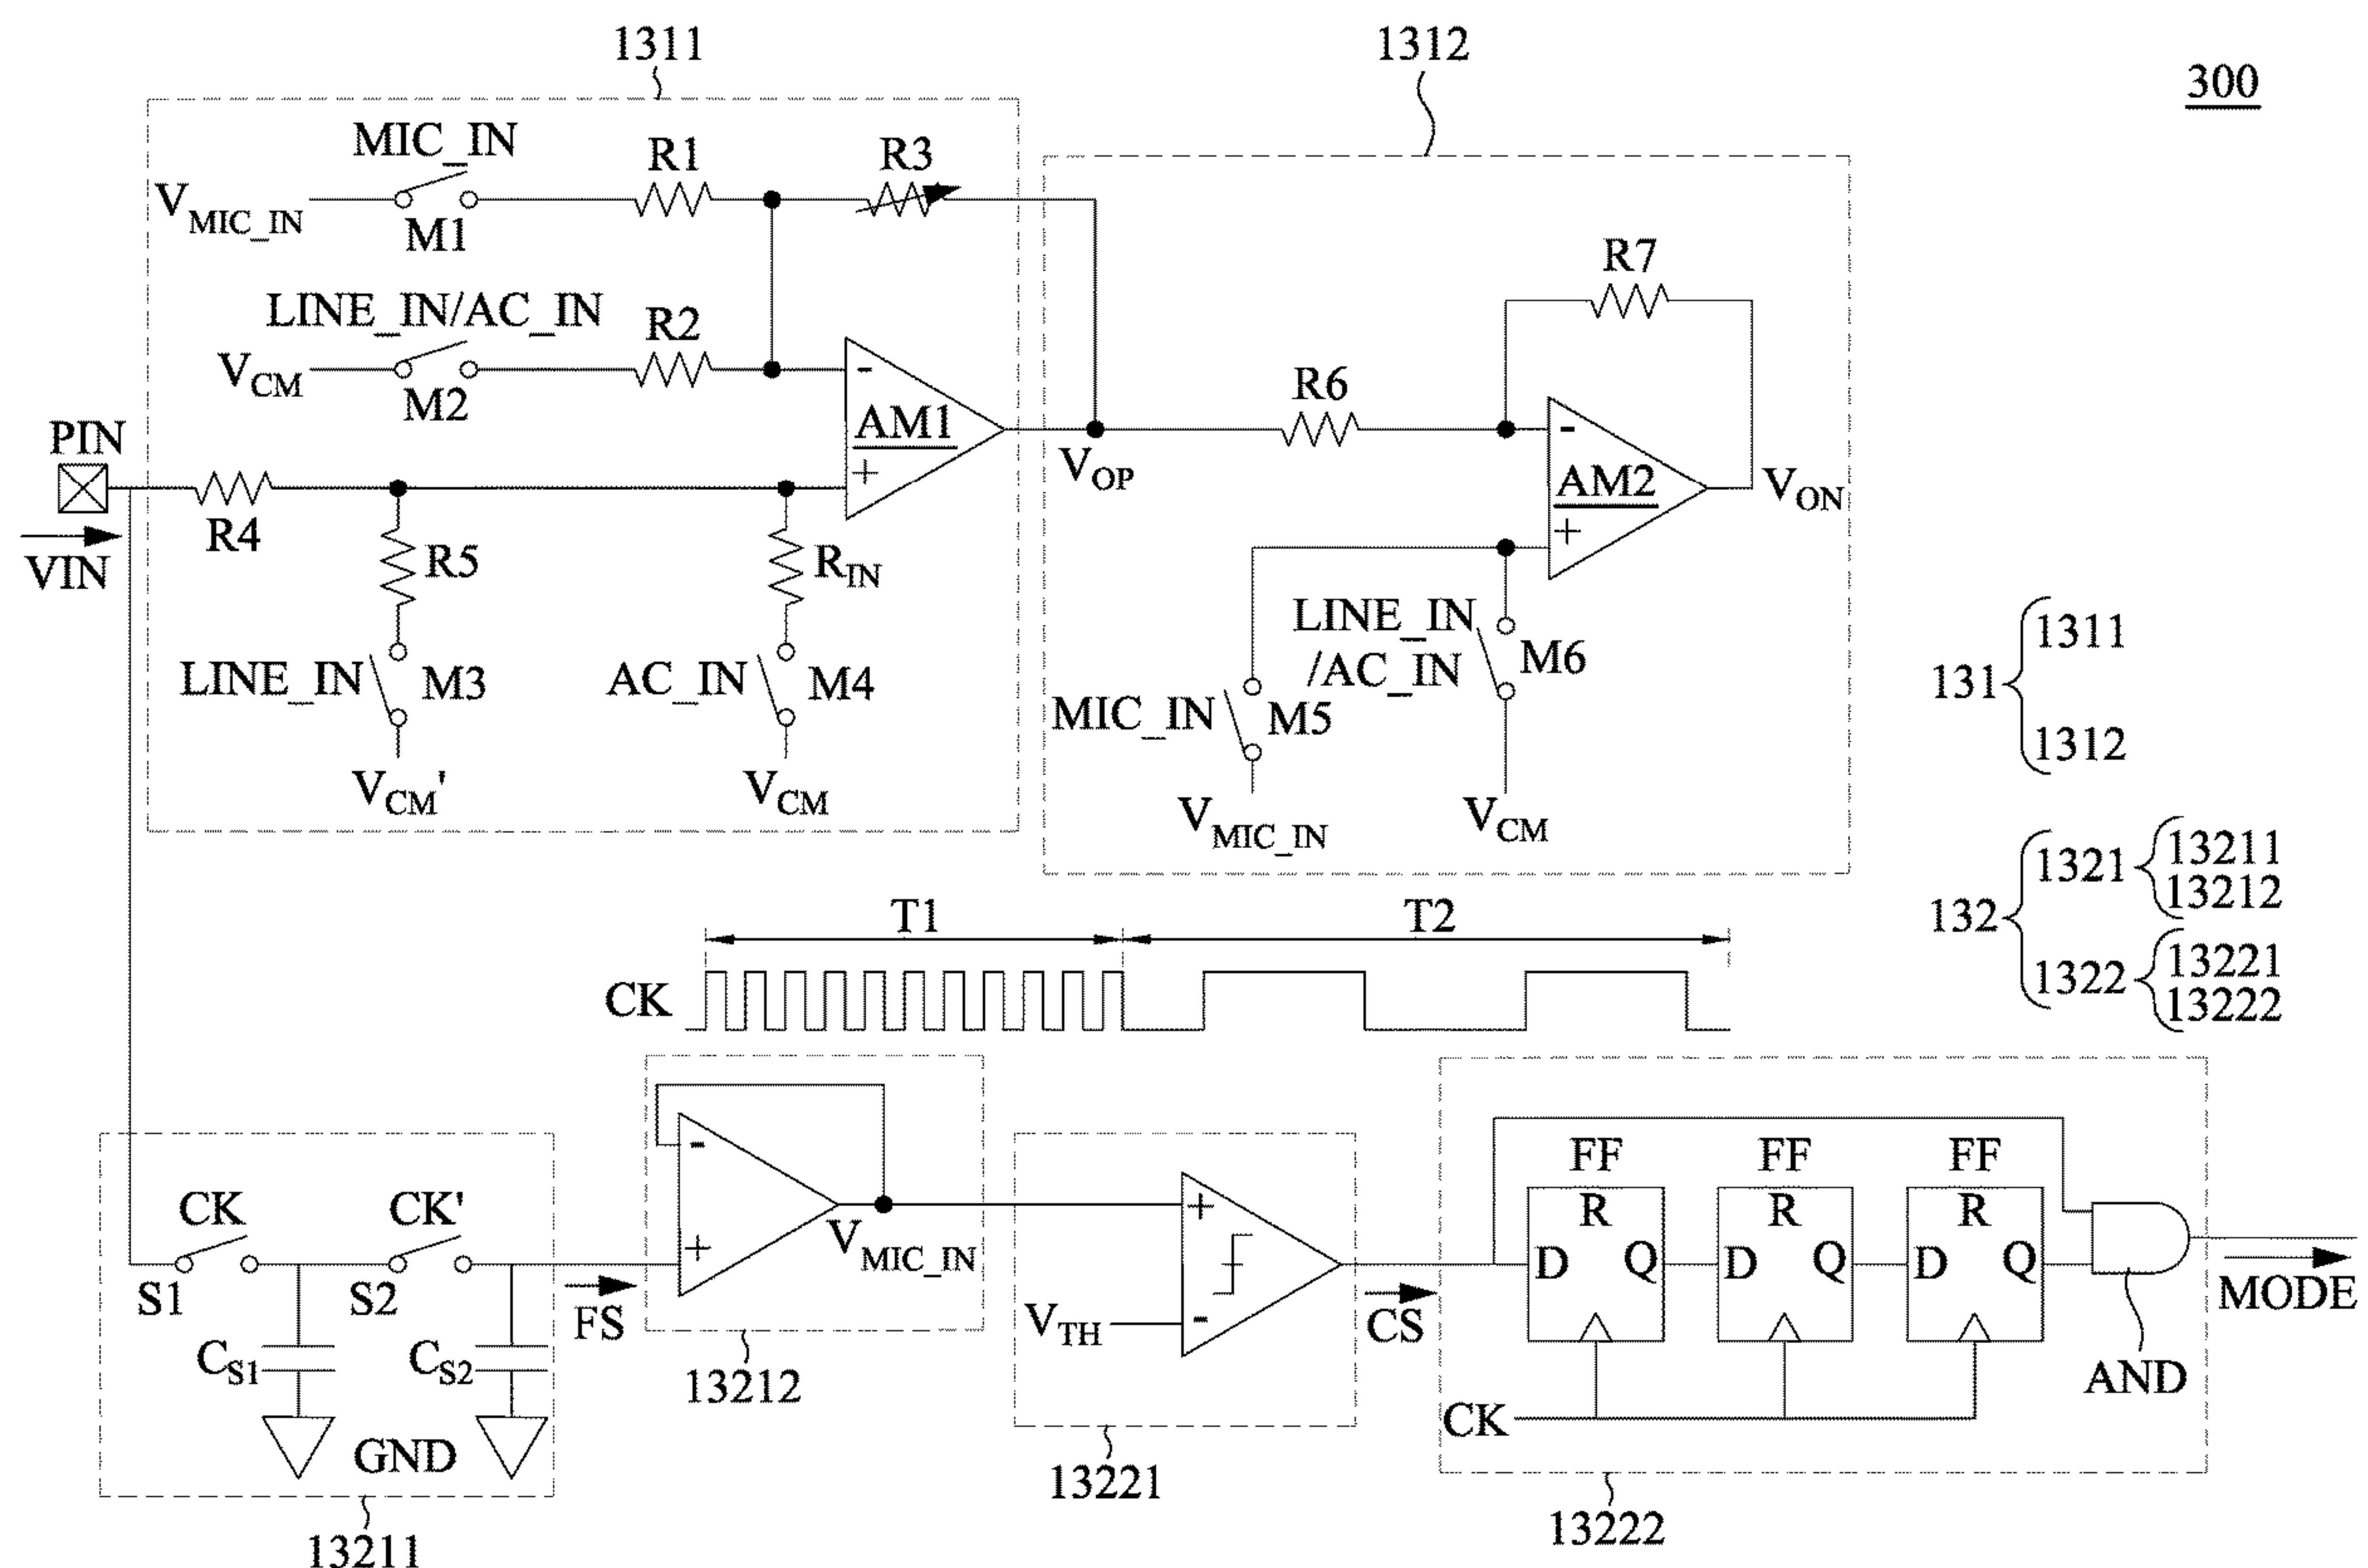 1311
1312
300
MIC_IN
R1
R3
VMIC_IN
M1
R7
LINE_IN/AC_IN
R2
VCM
M2
-
AM1
+
R6
-
AM2
+
PIN
VOP
VON
R4
VIN
R5
RIN
LINE_IN
/AC_IN
M6
LINE_IN
M3
AC_IN
M4
MIC_IN
M5
VCM'
VCM
VMIC_IN
VCM
131
1311
1312
132
1321
13211
13212
1322
13221
13222
T1
T2
CK
CK
CK'
S1
S2
CS1
CS2
GND
FS
-
+
VMIC_IN
VTH
+
-
CS
FF
FF
FF
R
R
R
D
Q
D
Q
D
Q
CK
AND
MODE
13211
13212
13221
13222